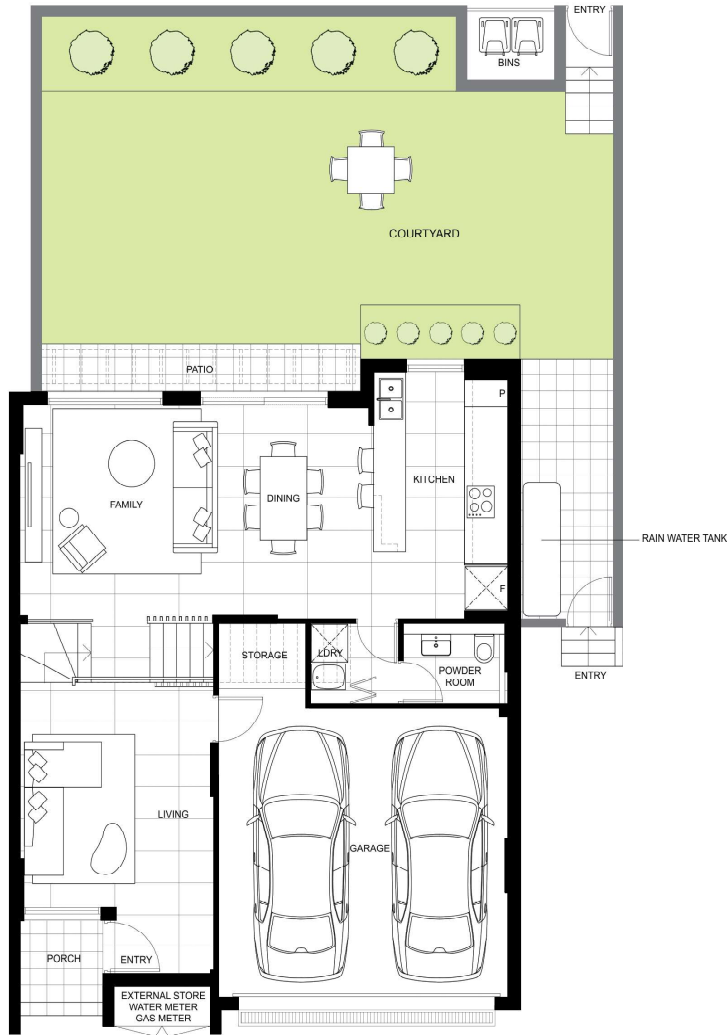 ENTRY
BINS
COURTYARD
PATIO
P
KITCHEN
FAMILY
DINING
RAIN WATER TANK
F
STORAGE
LDRY
POWDER
ROOM
ENTRY
LIVING
GARAGE
PORCH
ENTRY
EXTERNAL STORE
WATER METER
GAS METER